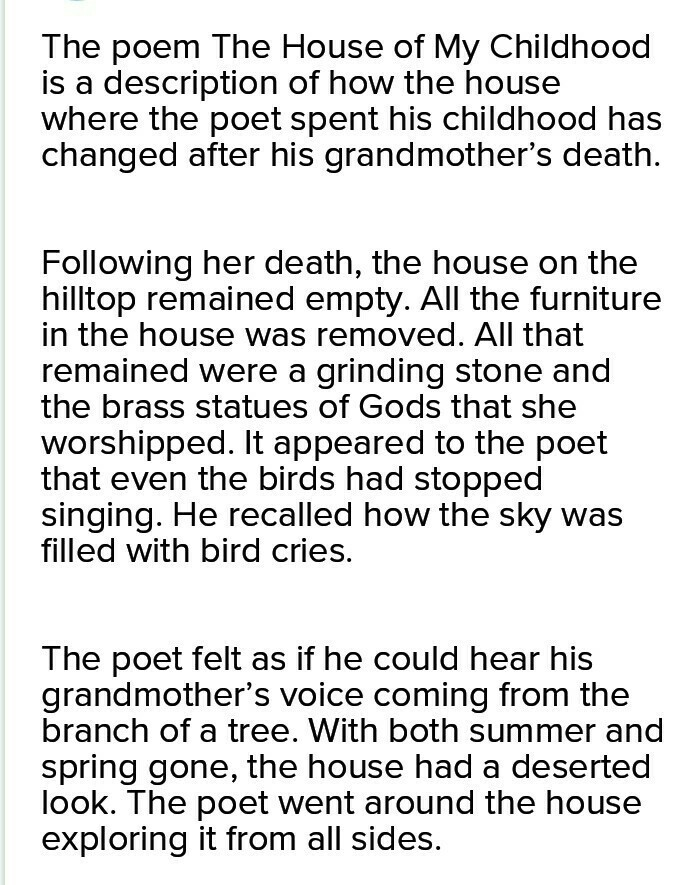 The poem The House of My Childhood
is a description of how the house
where the poet spent his childhood has
changed after his grandmother’s death.
Following her death, the house on the
hilltop remained empty. All the furniture
in the house was removed. All that
remained were a grinding stone and
the brass statues of Gods that she
worshipped. It appeared to the poet
that even the birds had stopped
singing. He recalled how the sky was
filled with bird cries.
The poet felt as if he could hear his
grandmother’s voice coming from the
branch of a tree. With both summer and
spring gone, the house had a deserted
look. The poet went around the house
exploring it from all sides.